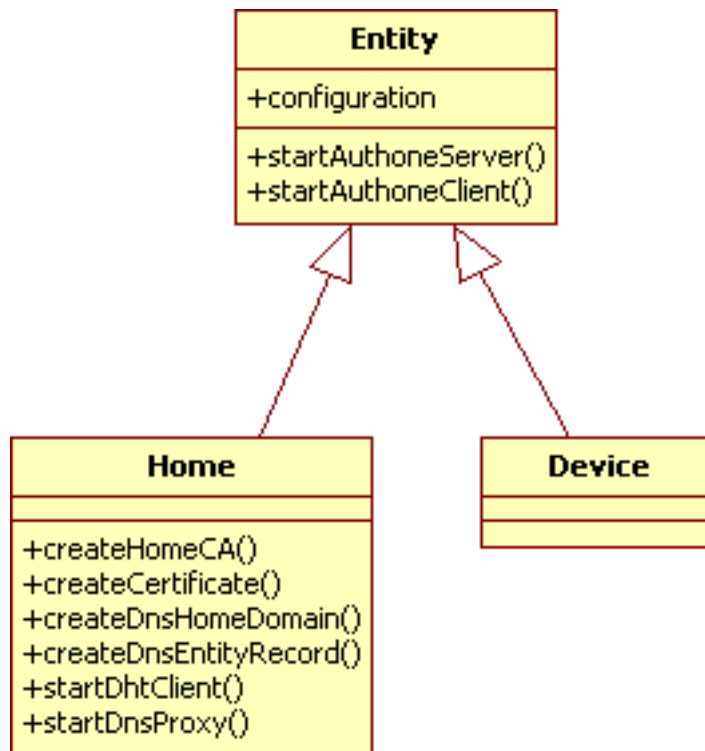 Entity
+configuration
+startAuthoneServer()
+startAuthoneClient()
Home
+createHomeCA()
+createCertificate()
+createDnsHomeDomain()
+createDnsEntityRecord()
+startDhtClient()
+startDnsProxy()
Device